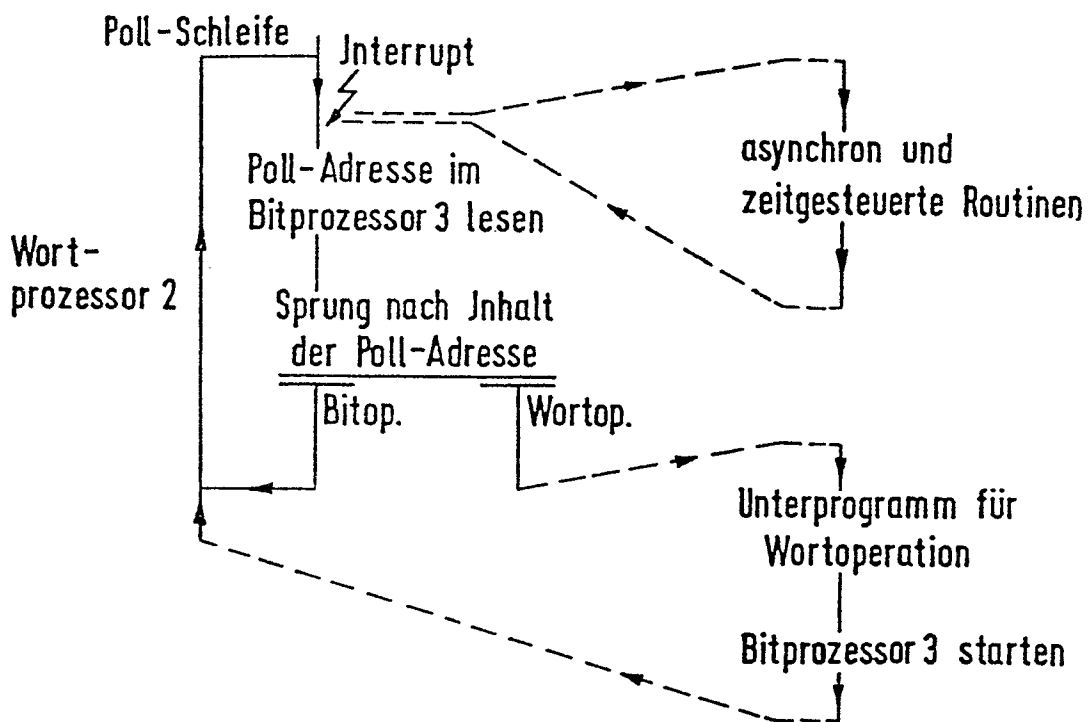 Poll-Schleife
Jnterrupt
Poll-Adresse im
Bitprozessor 3 lesen
asynchron und
zeitgesteuerte Routinen
Wort-
prozessor 2
Sprung nach Jnhalt
der Poll-Adresse
Bitop.
Wortop.
Unterprogramm für
Wortoperation
Bitprozessor 3 starten